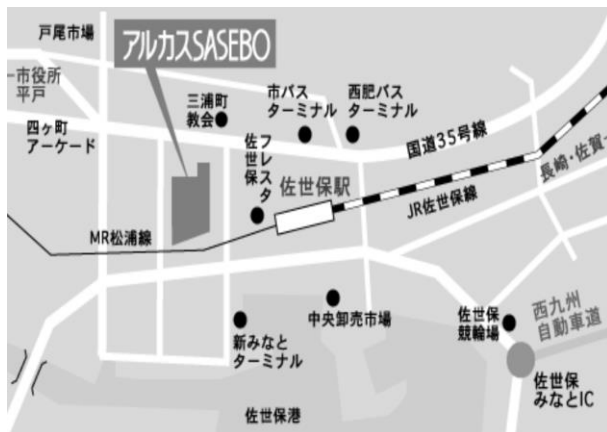 戸尾市場
アルカスSASEBO
市役所
平戸
四ヶ町
アーケード
三浦町
教会
市バス
ターミナル
西肥バス
ターミナル
国道35号線
フレスタ
佐世保
佐世保駅
長崎・佐賀
JR佐世保線
MR松浦線
中央卸売市場
新みなと
ターミナル
佐世保
競輪場
西九州
自動車道
佐世保
みなとIC
佐世保港